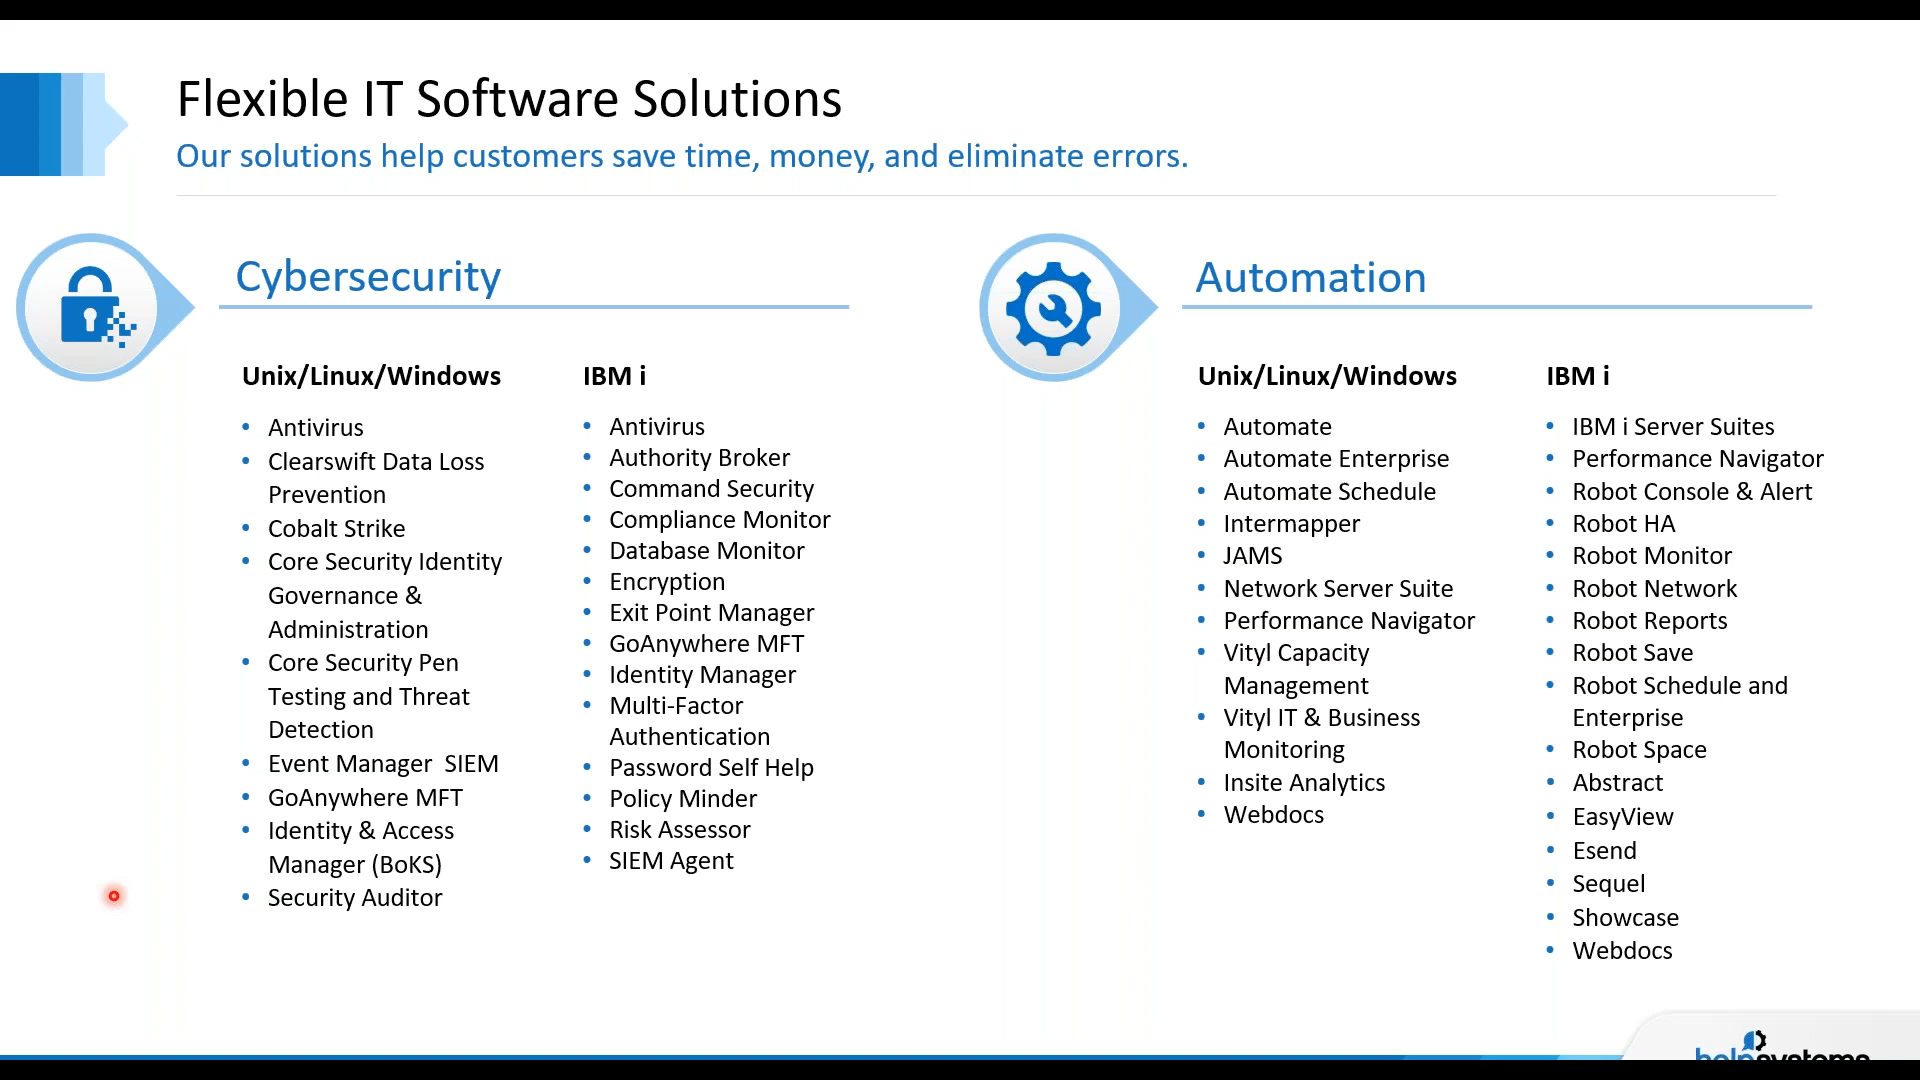 Flexible IT Software Solutions
Our solutions help customers save time, money, and eliminate errors.
Cybersecurity
Unix/Linux/Windows
• Antivirus
• Clearswift Data Loss
Prevention
• Cobalt Strike
• Core Security Identity
Governance &
Administration
• Core Security Pen
Testing and Threat
Detection
• Event Manager  SIEM
• GoAnywhere MFT
• Identity & Access
Manager (BoKS)
• Security Auditor
IBM i
• Antivirus
• Authority Broker
• Command Security
• Compliance Monitor
• Database Monitor
• Encryption
• Exit Point Manager
• GoAnywhere MFT
• Identity Manager
• Multi-Factor
Authentication
• Password Self Help
• Policy Minder
• Risk Assessor
• SIEM Agent
Automation
Unix/Linux/Windows
• Automate
• Automate Enterprise
• Automate Schedule
• Intermapper
• JAMS
• Network Server Suite
• Performance Navigator
• Vityl Capacity
Management
• Vityl IT & Business
Monitoring
• Insite Analytics
• Webdocs
IBM i
• IBM i Server Suites
• Performance Navigator
• Robot Console & Alert
• Robot HA
• Robot Monitor
• Robot Network
• Robot Reports
• Robot Save
• Robot Schedule and
Enterprise
• Robot Space
• Abstract
• EasyView
• Esend
• Sequel
• Showcase
• Webdocs
helpsystems